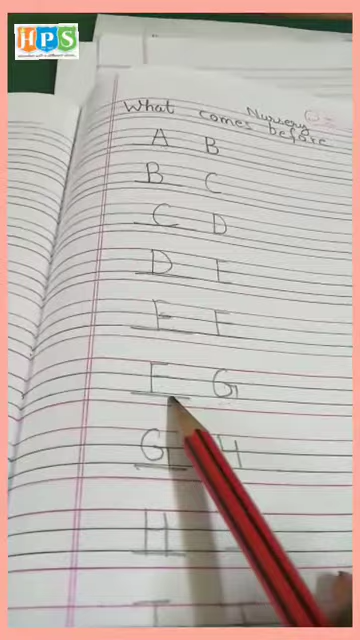 HPS
Nursery
What comes before
A B
B C
C D
D E
E F
F G
G H
H
I